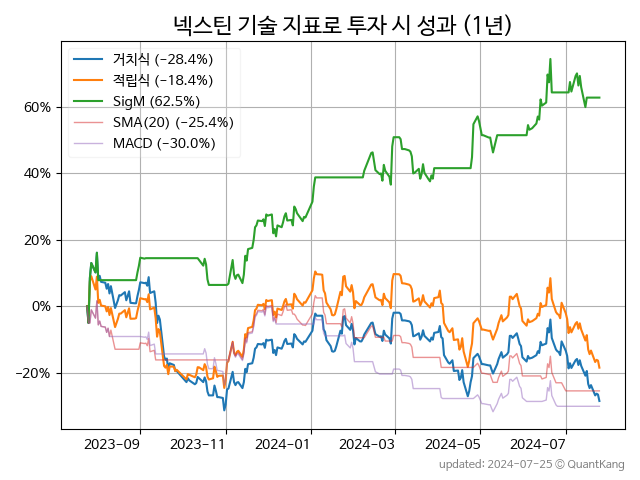 넥스틴 기술 지표로 투자 시 성과 (1년)
거치식 (−28.4%)
적립식 (−18.4%)
SigM (62.5%)
SMA(20) (−25.4%)
MACD (−30.0%)
60%
40%
20%
0%
−20%
2023-09 2023-11 2024-01 2024-03 2024-05 2024-07
updated: 2024-07-25 © QuantKang